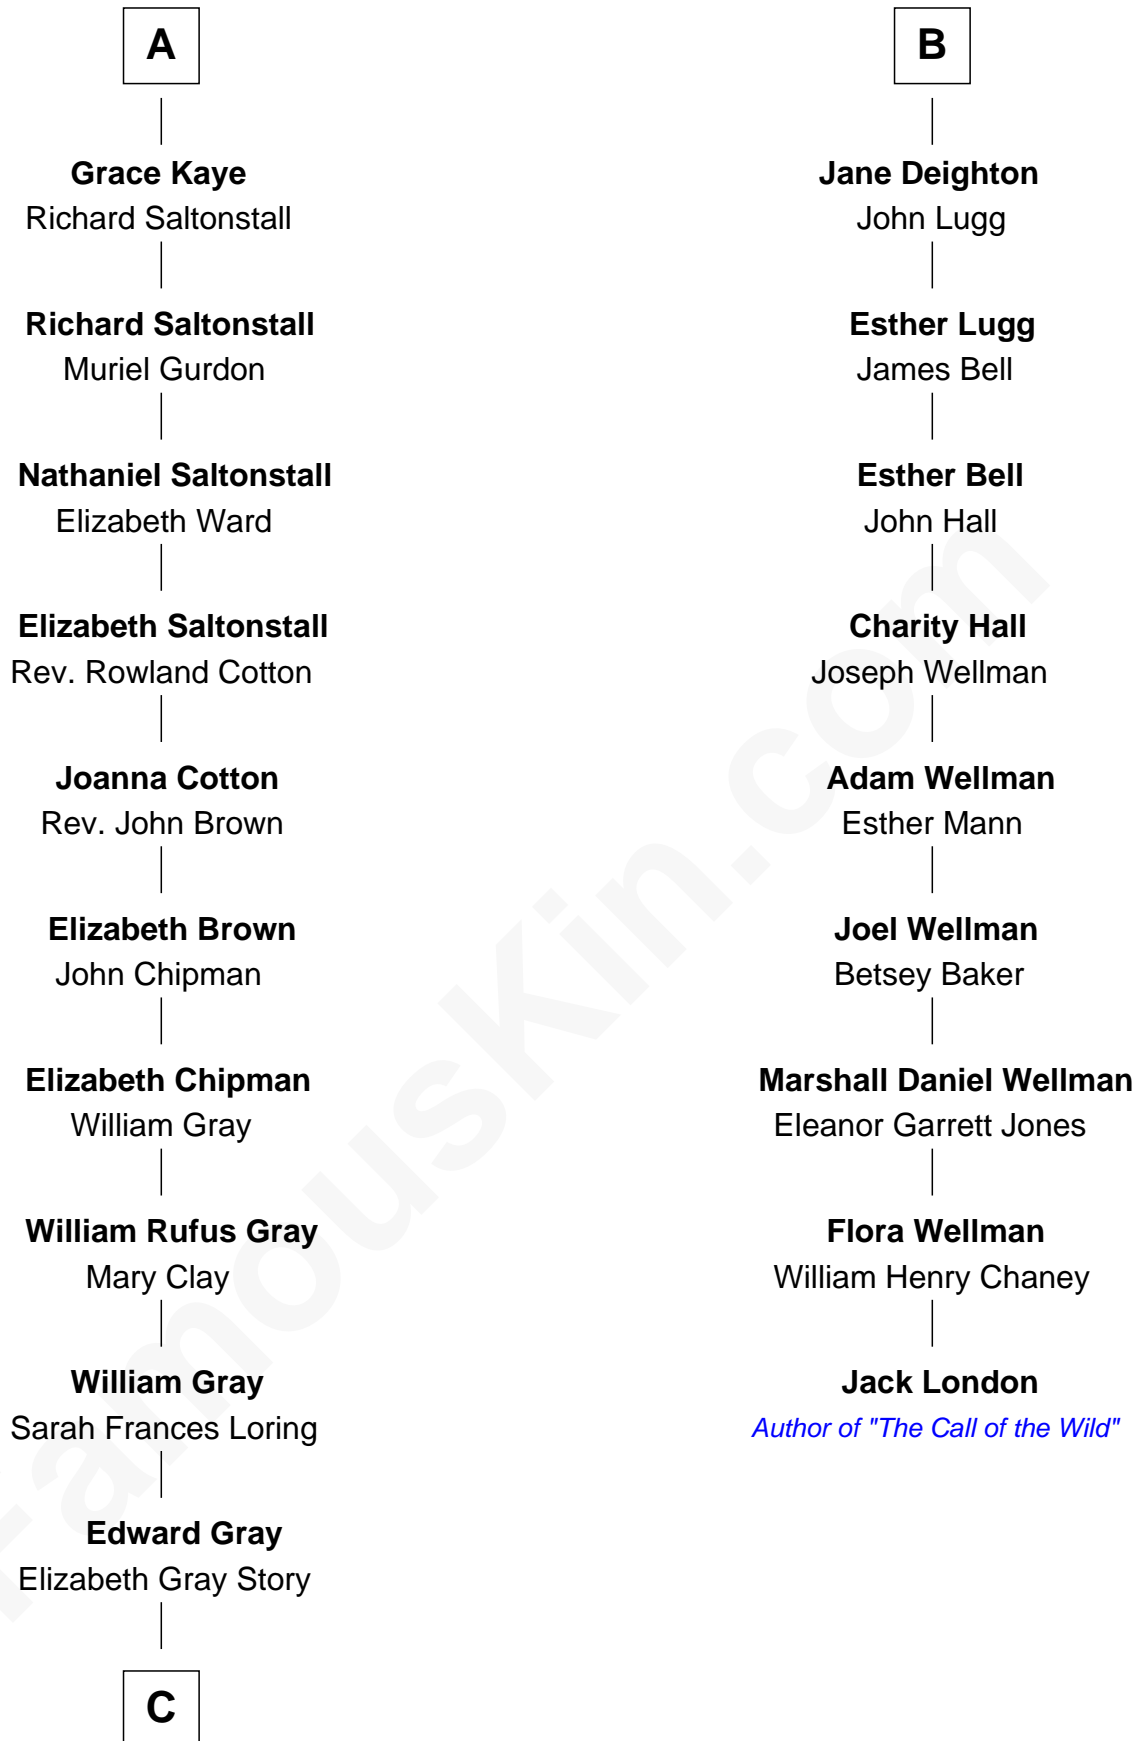 A
Grace Kaye
Richard Saltonstall
Richard Saltonstall
Muriel Gurdon
Nathaniel Saltonstall
Elizabeth Ward
Elizabeth Saltonstall
Rev. Rowland Cotton
Joanna Cotton
Rev. John Brown
Elizabeth Brown
John Chipman
Elizabeth Chipman
William Gray
William Rufus Gray
Mary Clay
William Gray
Sarah Frances Loring
Edward Gray
Elizabeth Gray Story
C
B
Jane Deighton
John Lugg
Esther Lugg
James Bell
Esther Bell
John Hall
Charity Hall
Joseph Wellman
Adam Wellman
Esther Mann
Joel Wellman
Betsey Baker
Marshall Daniel Wellman
Eleanor Garrett Jones
Flora Wellman
William Henry Chaney
Jack London
Author of "The Call of the Wild"
FamousKin.com